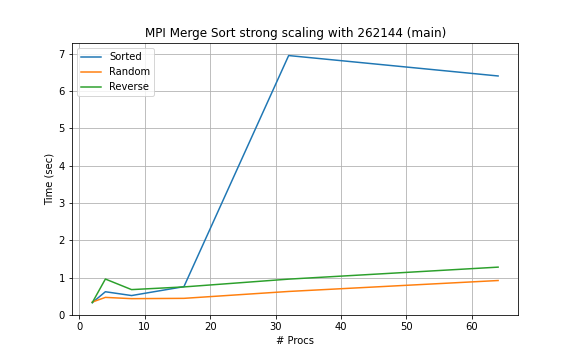 MPI Merge Sort strong scaling with 262144 (main)
Sorted
Random
Reverse
7
6
5
4
3
2
1
0
Time (sec)
0 10 20 30 40 50 60
# Procs